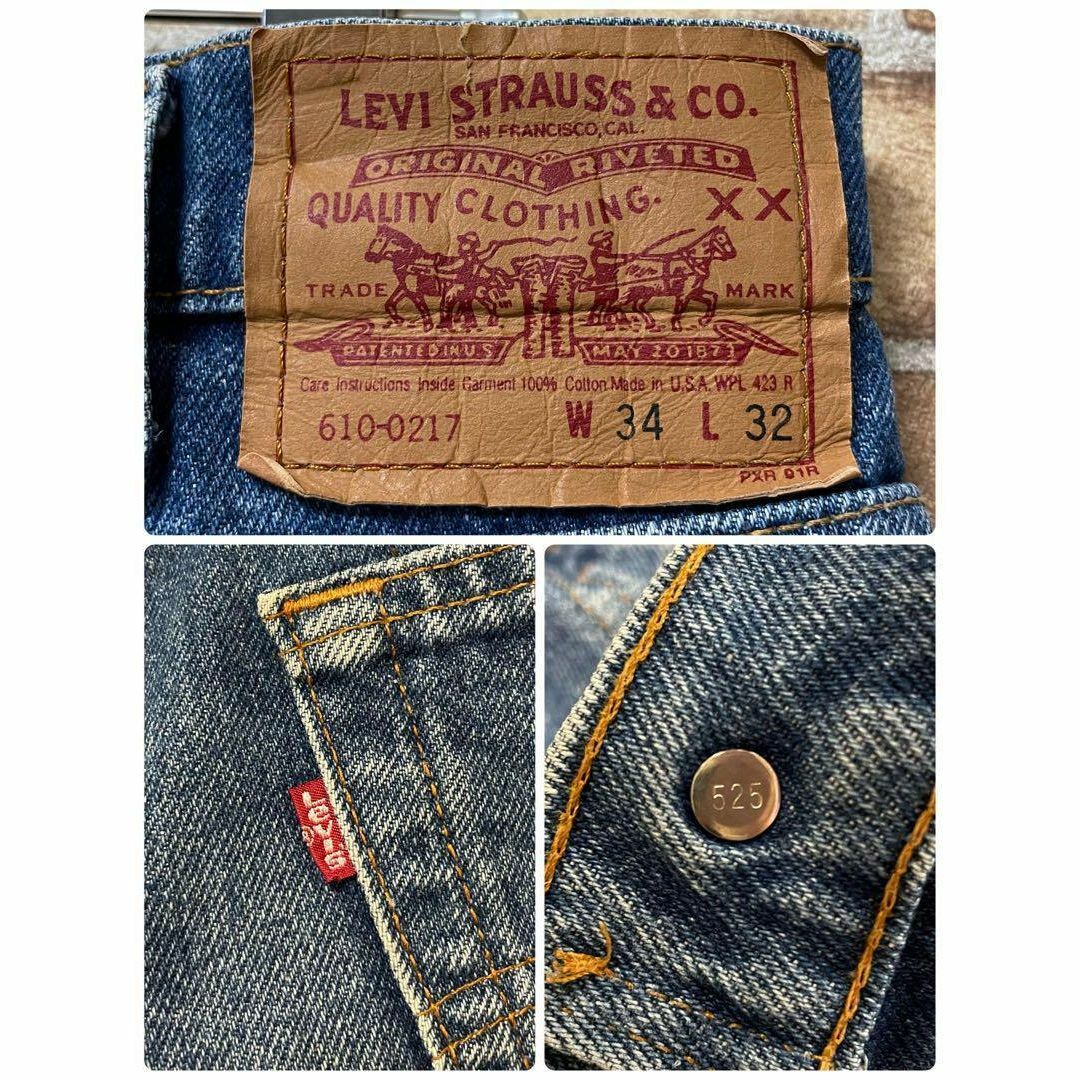 LEVI STRAUSS & CO.
SAN FRANCISCO, CAL.
ORIGINAL RIVETED
QUALITY CLOTHING. XX
TRADE MARK
PATENTED IN U.S. MAY 20 1873
Care Instructions Inside Garment 100% Cotton Made in U.S.A. WPL 423 R
610-0217 W 34 L 32
PXR 91R
Levi's
®
525